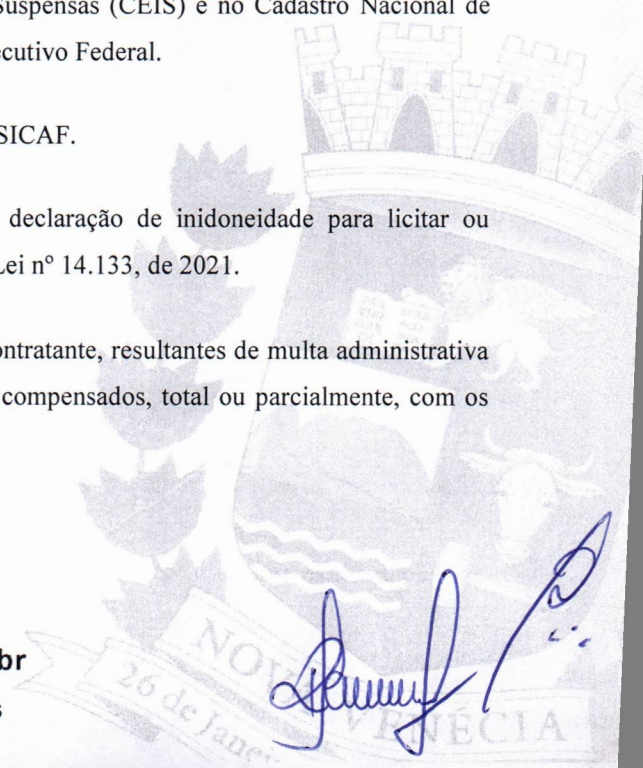 Suspensas (CEIS) e no Cadastro Nacional de
ecutivo Federal.
SICAF.
declaração de inidoneidade para licitar ou
Lei nº 14.133, de 2021.
ontratante, resultantes de multa administrativa
compensados, total ou parcialmente, com os
br
s
NOVA VENÉCIA
26 de Janei